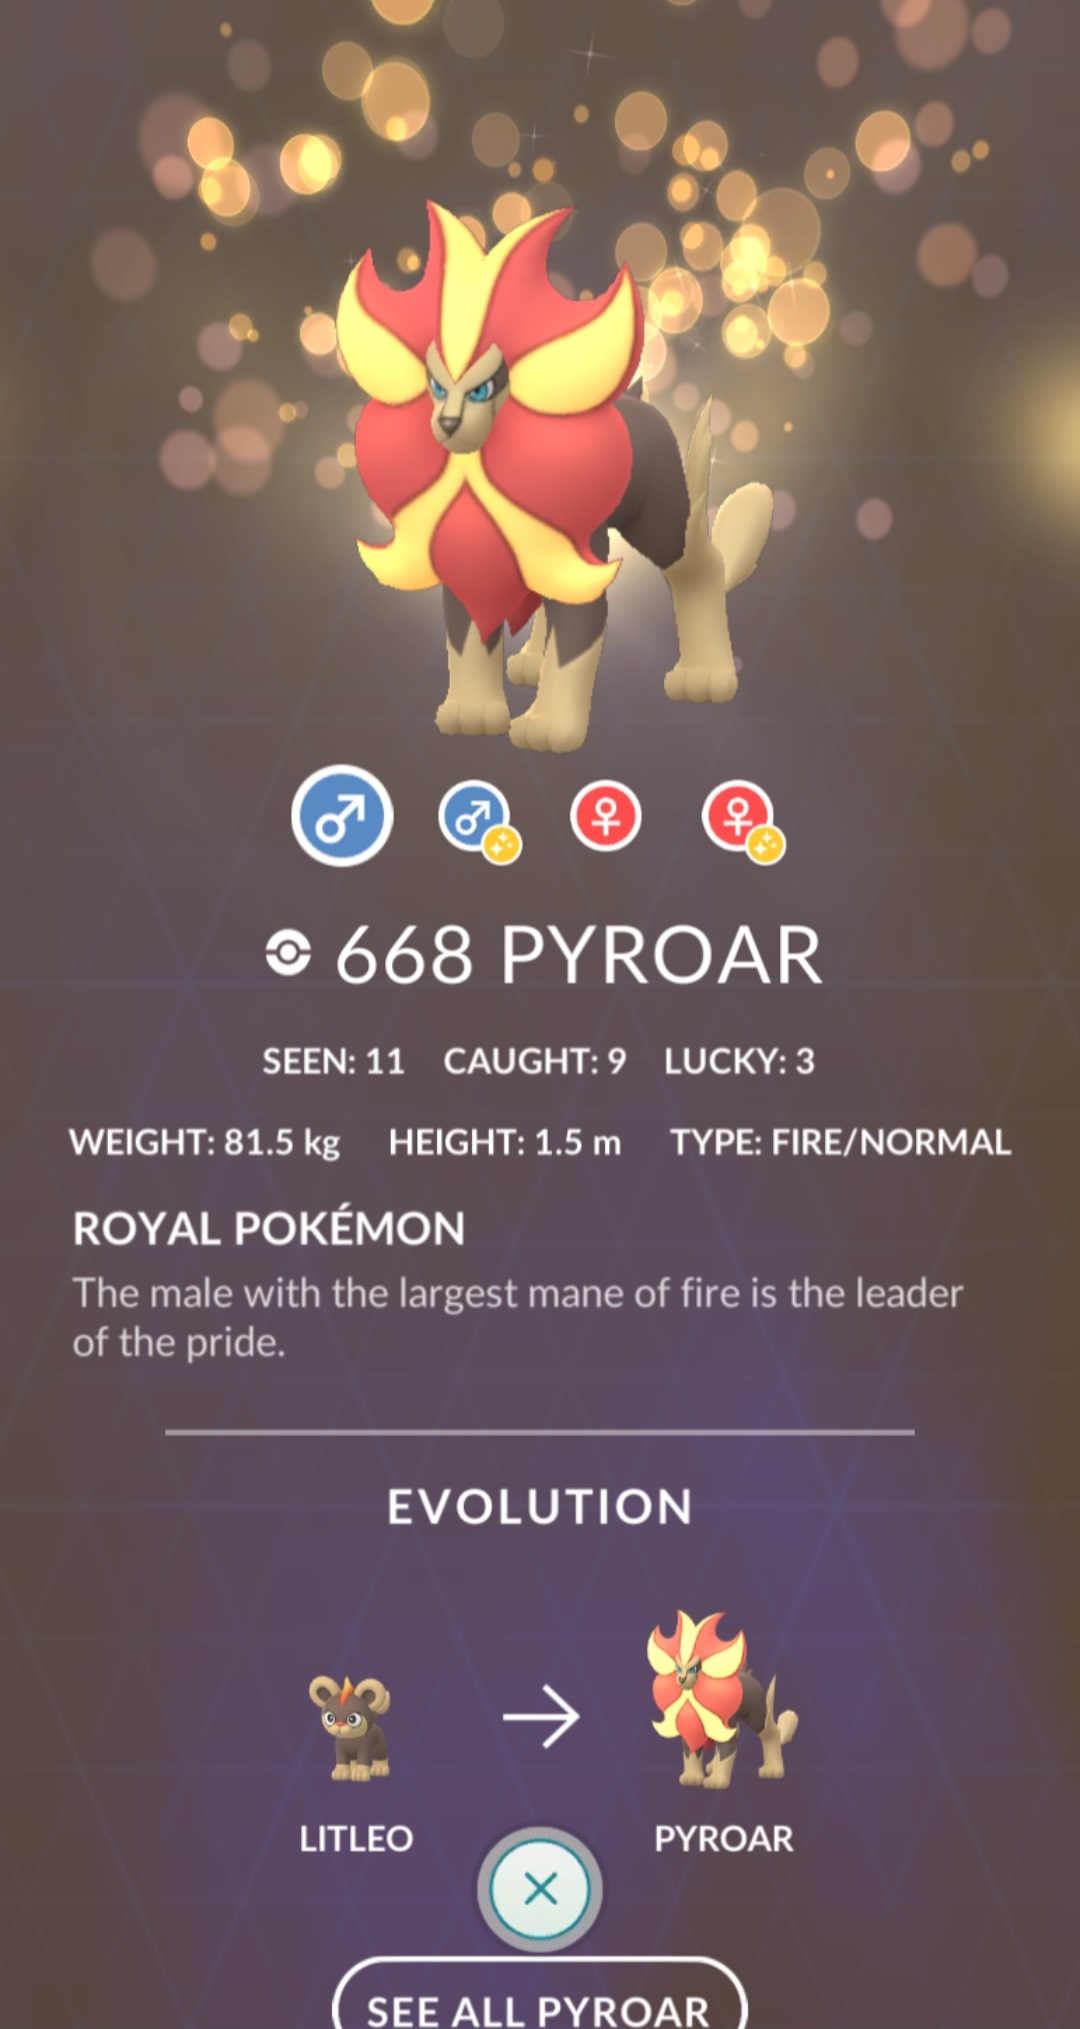 668 PYROAR
SEEN: 11 CAUGHT: 9 LUCKY: 3
WEIGHT: 81.5 kg HEIGHT: 1.5 m TYPE: FIRE/NORMAL
ROYAL POKÉMON
The male with the largest mane of fire is the leader
of the pride.
EVOLUTION
LITLEO PYROAR
SEE ALL PYROAR